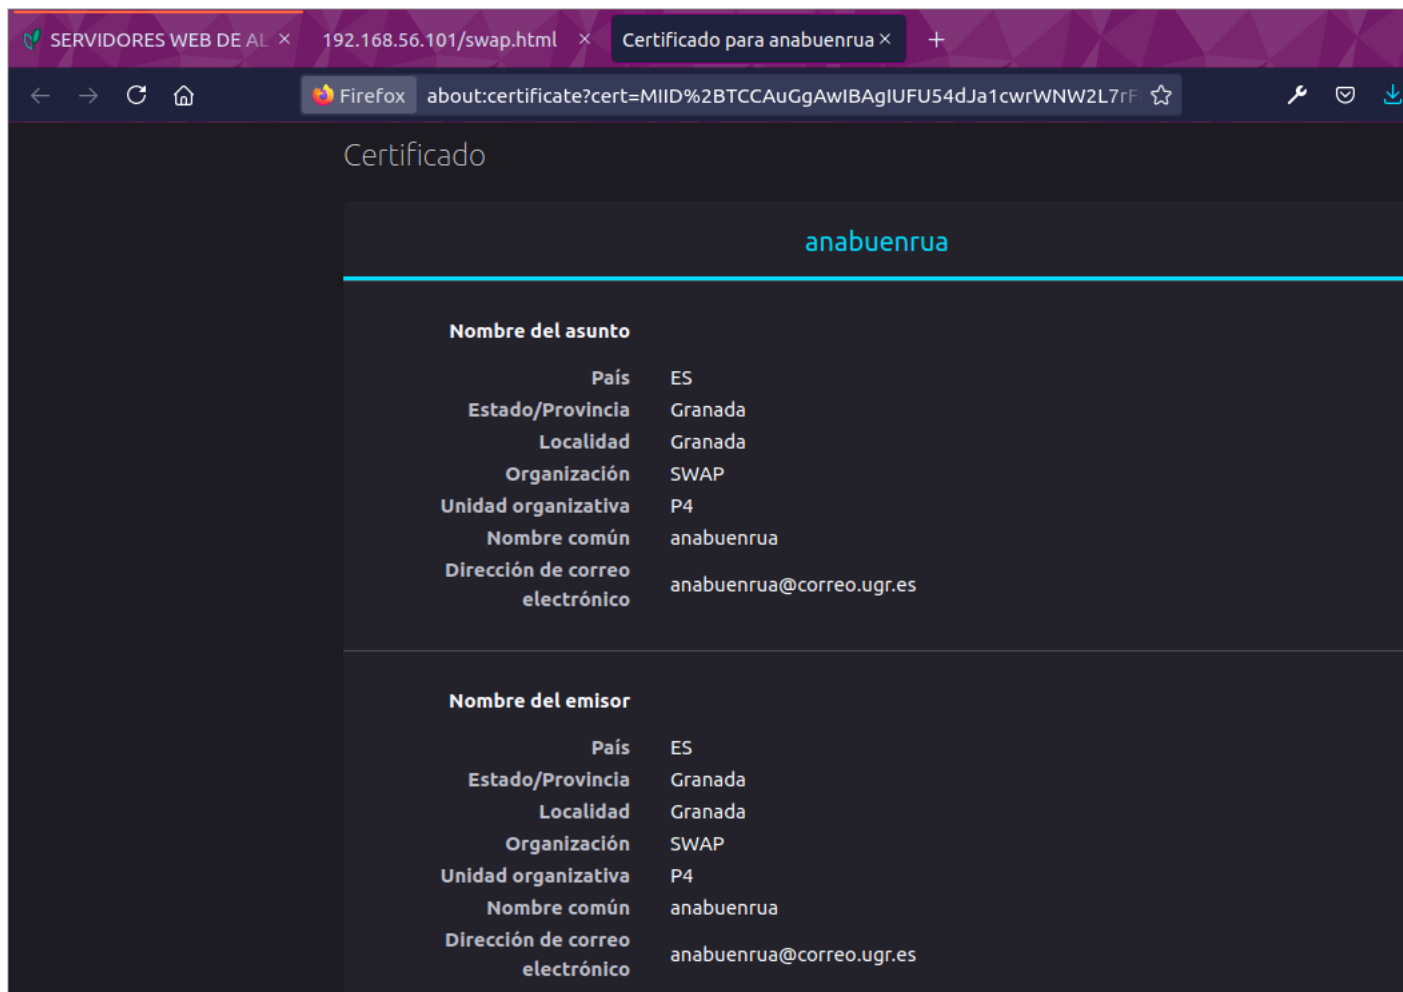 SERVIDORES WEB DE AL × 192.168.56.101/swap.html × Certificado para anabuenrua × +
Firefox about:certificate?cert=MIID%2BTCCAuGgAwIBAgIUFU54dJa1cwrWNW2L7rF
Certificado
anabuenrua
Nombre del asunto
País ES
Estado/Provincia Granada
Localidad Granada
Organización SWAP
Unidad organizativa P4
Nombre común anabuenrua
Dirección de correo
electrónico anabuenrua@correo.ugr.es
Nombre del emisor
País ES
Estado/Provincia Granada
Localidad Granada
Organización SWAP
Unidad organizativa P4
Nombre común anabuenrua
Dirección de correo
electrónico anabuenrua@correo.ugr.es